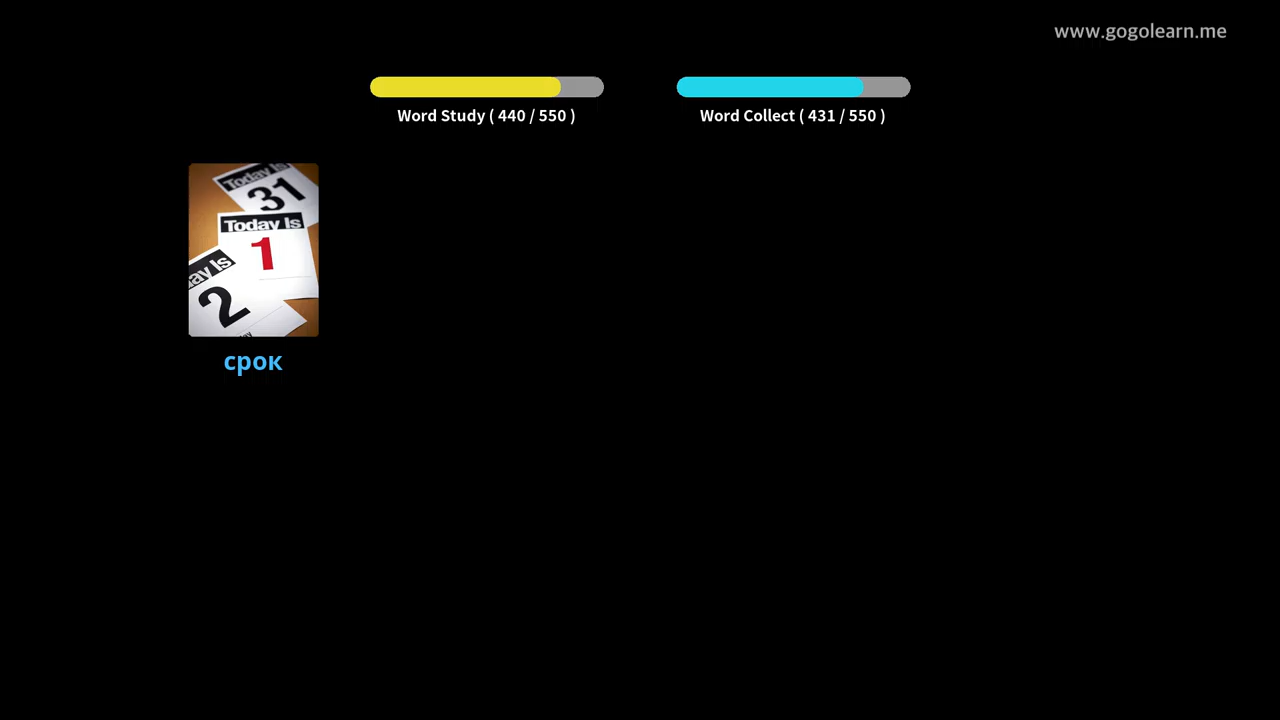 www.gogolearn.me
Word Study ( 440 / 550 )
Word Collect ( 431 / 550 )
Today Is
31
Today Is
1
ay Is
2
срок